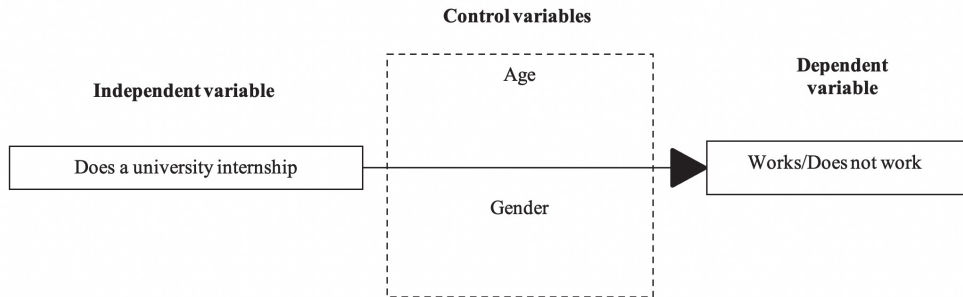 Control variables
Independent variable
Age
Dependent
variable
Does a university internship
Works/Does not work
Gender